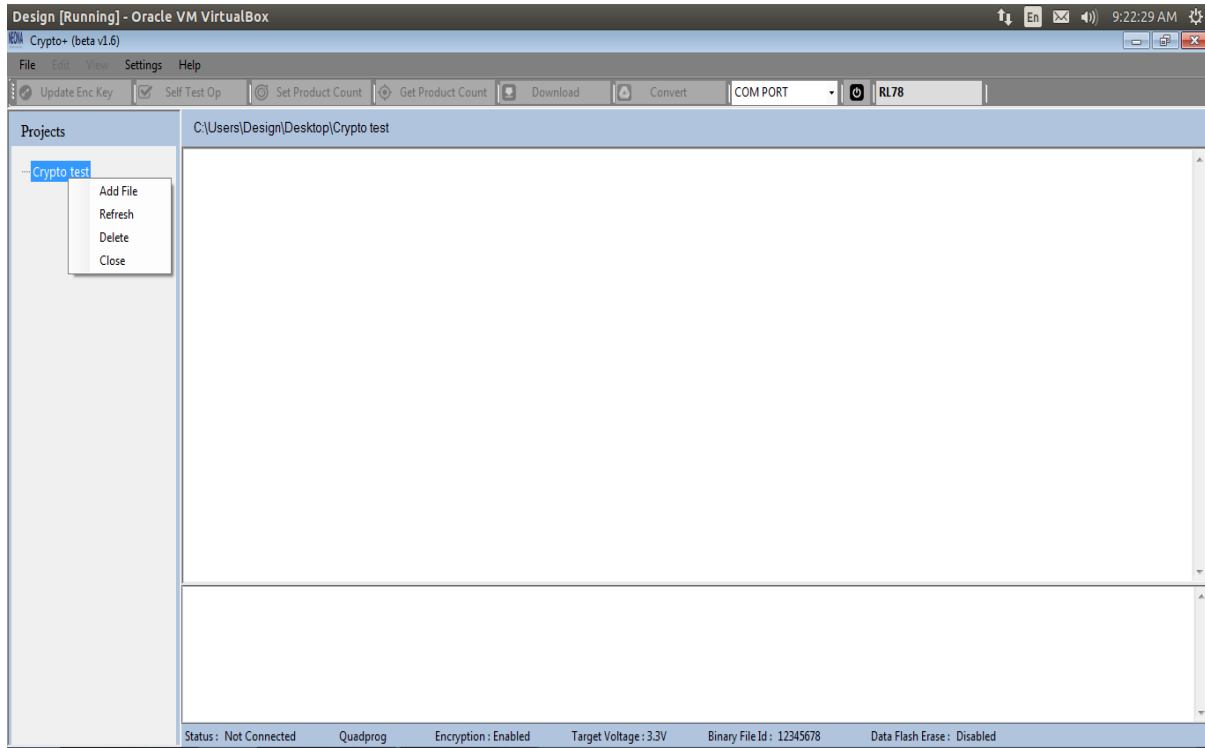 Design [Running] - Oracle VM VirtualBox
En
9:22:29 AM
Crypto+ (beta v1.6)
File Edit View Settings Help
Update Enc Key Self Test Op Set Product Count Get Product Count Download Convert COM PORT RL78
Projects
C:\Users\Design\Desktop\Crypto test
Crypto test
Add File
Refresh
Delete
Close
Status : Not Connected Quadprog Encryption : Enabled Target Voltage : 3.3V Binary File Id : 12345678 Data Flash Erase : Disabled